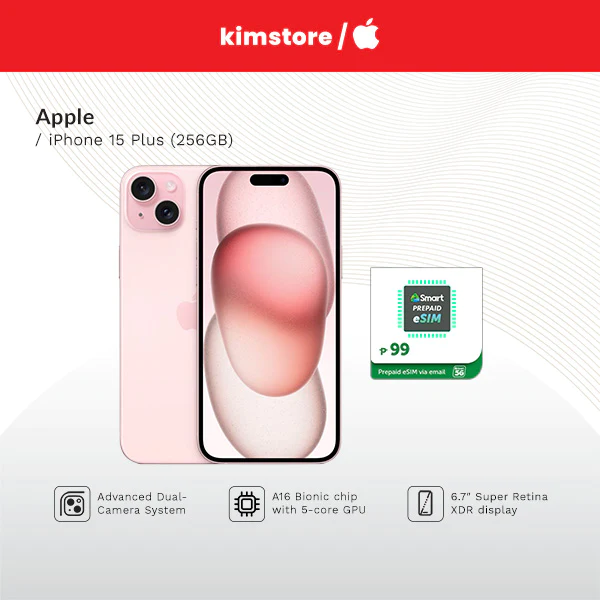 kimstore /
Apple
/ iPhone 15 Plus (256GB)
Smart
PREPAID
eSIM
₱ 99
Prepaid eSIM via email
5G
Advanced Dual-
Camera System
A16 Bionic chip
with 5-core GPU
6.7" Super Retina
XDR display